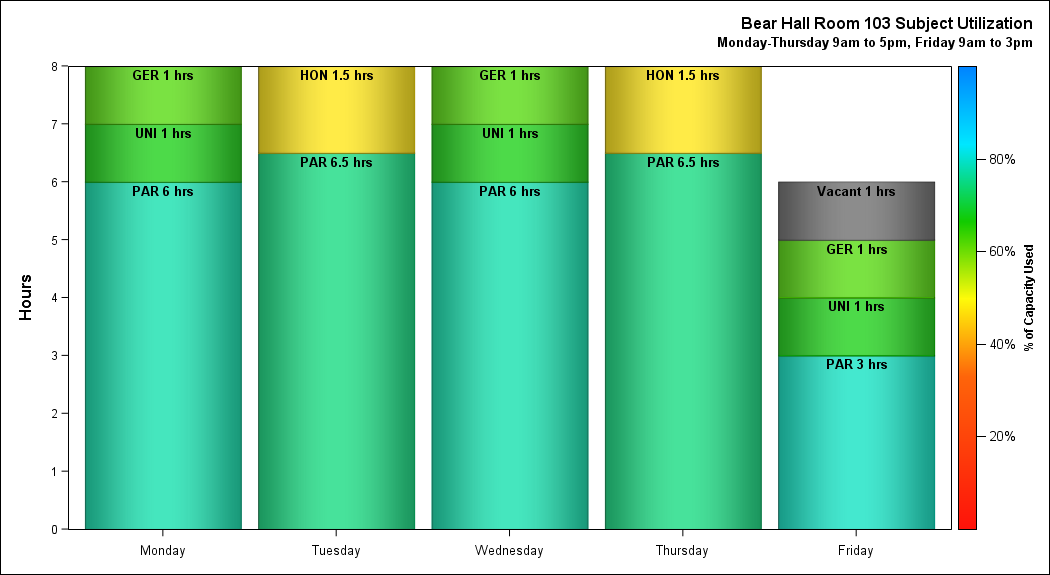 Bear Hall Room 103 Subject Utilization
Monday-Thursday 9am to 5pm, Friday 9am to 3pm
Hours
8
7
6
5
4
3
2
1
0
GER 1 hrs
UNI 1 hrs
PAR 6 hrs
HON 1.5 hrs
PAR 6.5 hrs
GER 1 hrs
UNI 1 hrs
PAR 6 hrs
HON 1.5 hrs
PAR 6.5 hrs
Vacant 1 hrs
GER 1 hrs
UNI 1 hrs
PAR 3 hrs
Monday
Tuesday
Wednesday
Thursday
Friday
80%
60%
40%
20%
% of Capacity Used